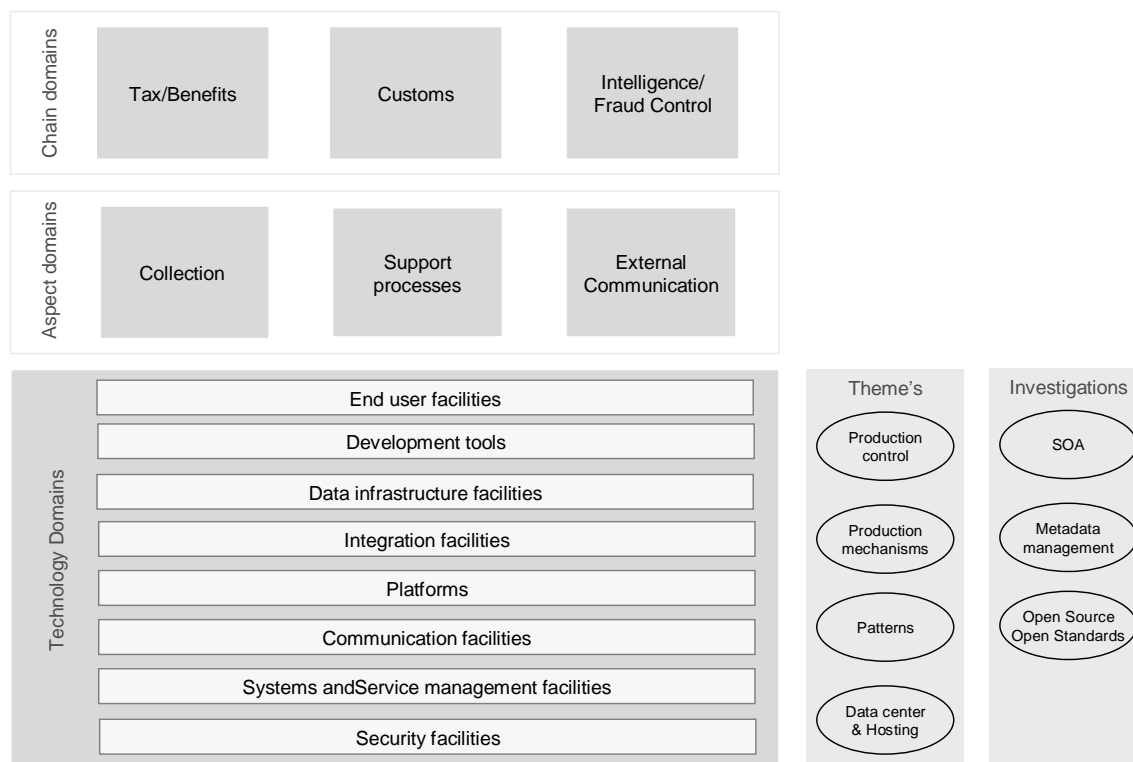 Chain domains
Tax/Benefits
Customs
Intelligence/
Fraud Control
Aspect domains
Collection
Support
processes
External
Communication
Technology Domains
End user facilities
Development tools
Data infrastructure facilities
Integration facilities
Platforms
Communication facilities
Systems andService management facilities
Security facilities
Theme's
Production
control
Production
mechanisms
Patterns
Data center
& Hosting
Investigations
SOA
Metadata
management
Open Source
Open Standards